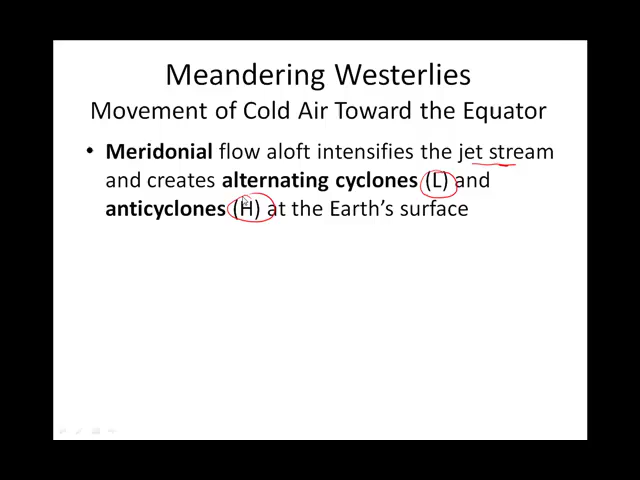 Meandering Westerlies
Movement of Cold Air Toward the Equator
• Meridonial flow aloft intensifies the jet stream
and creates alternating cyclones (L) and
anticyclones (H) at the Earth's surface